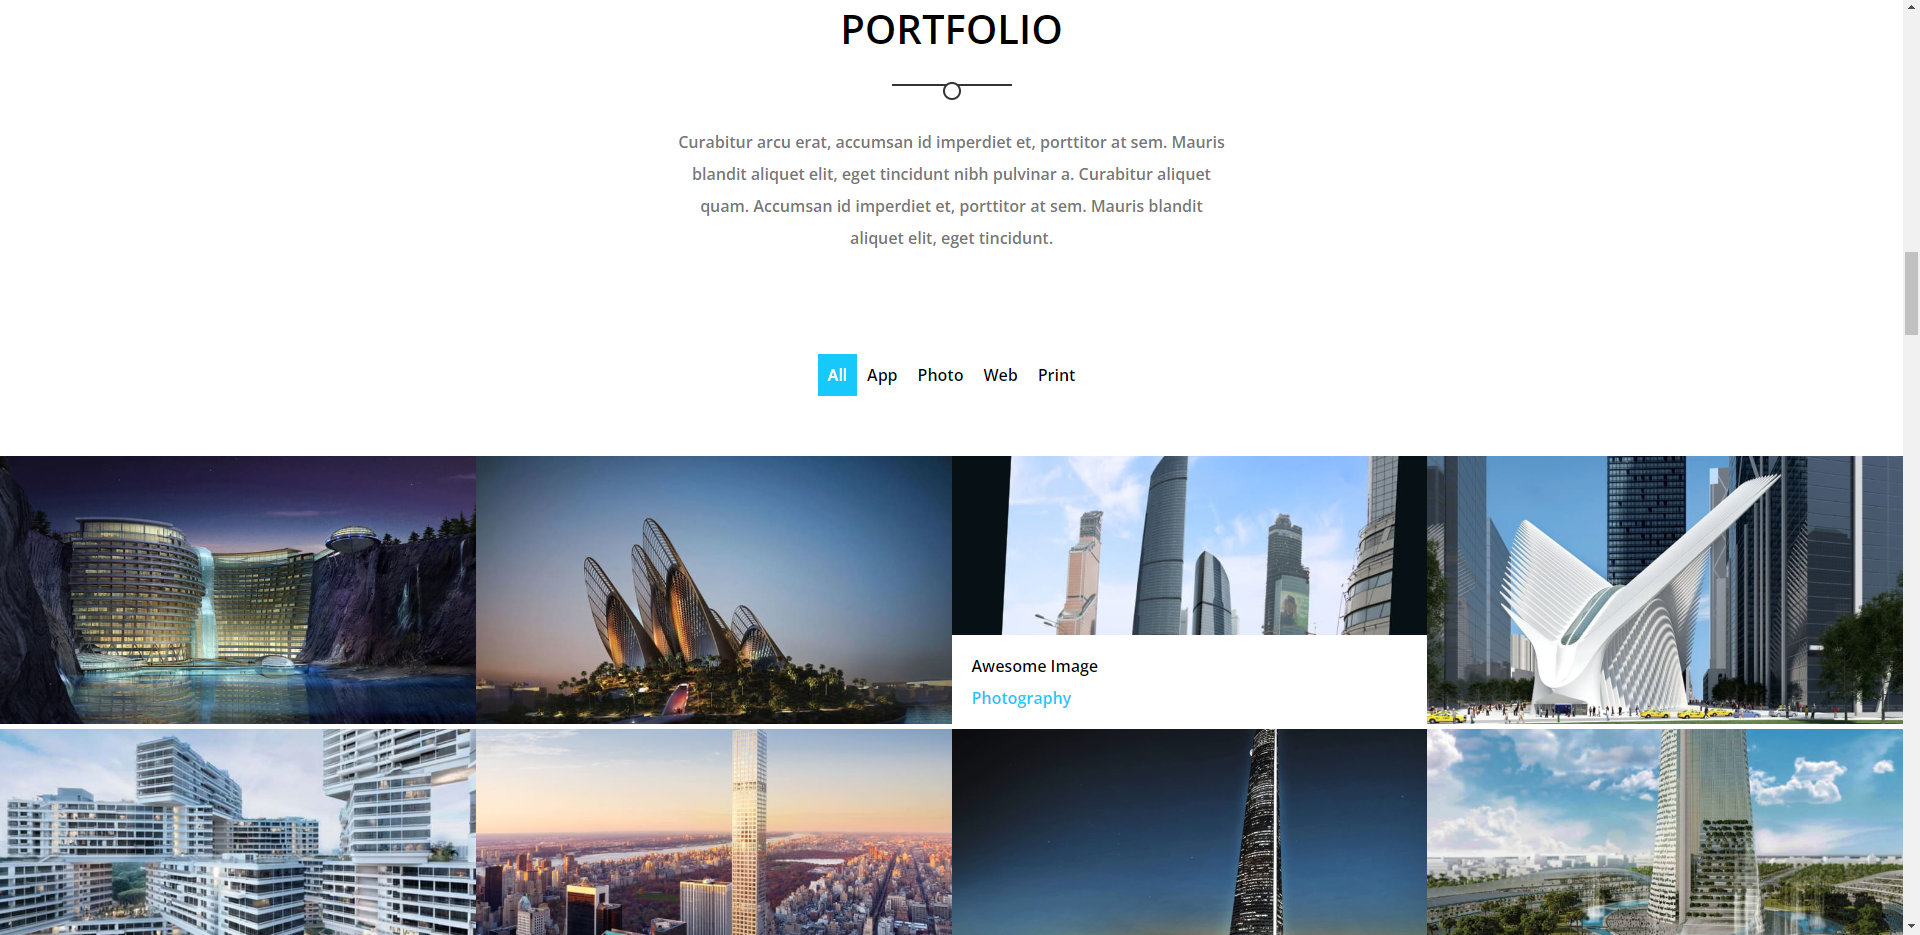 PORTFOLIO
Curabitur arcu erat, accumsan id imperdiet et, porttitor at sem. Mauris
blandit aliquet elit, eget tincidunt nibh pulvinar a. Curabitur aliquet
quam. Accumsan id imperdiet et, porttitor at sem. Mauris blandit
aliquet elit, eget tincidunt.
All App Photo Web Print
Awesome Image
Photography